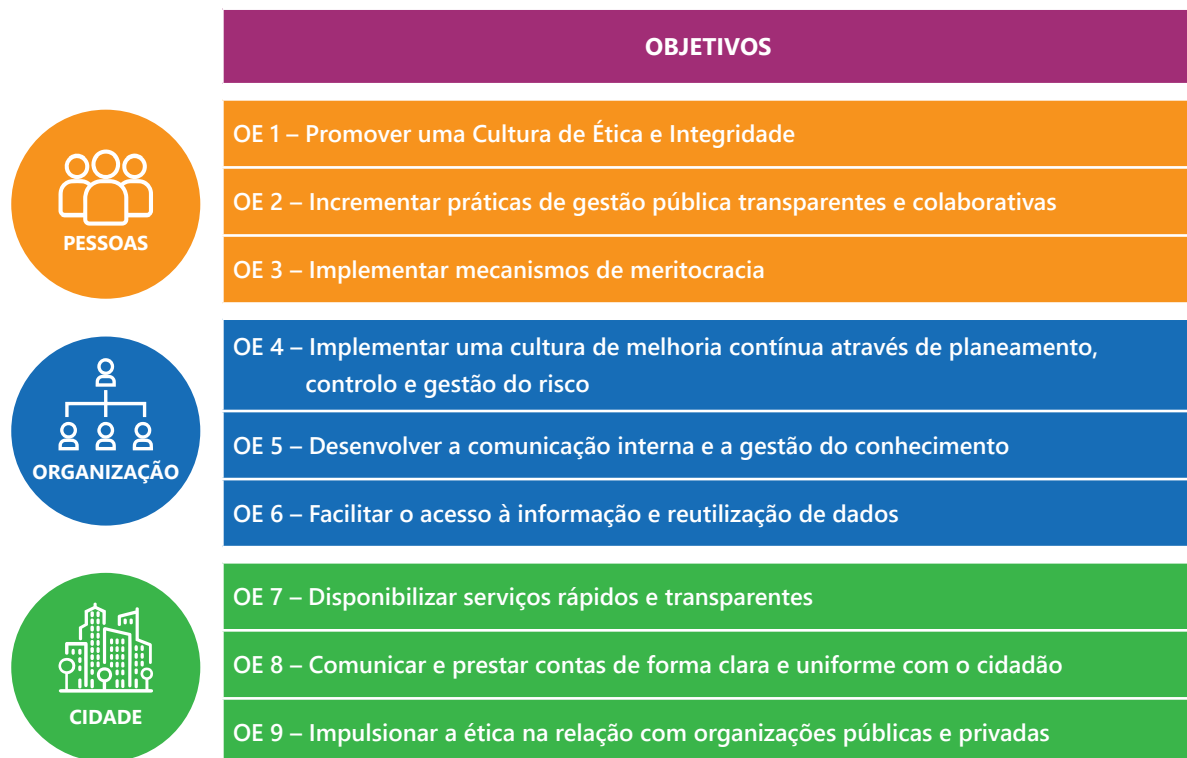 OBJETIVOS
PESSOAS
OE 1 – Promover uma Cultura de Ética e Integridade
OE 2 – Incrementar práticas de gestão pública transparentes e colaborativas
OE 3 – Implementar mecanismos de meritocracia
ORGANIZAÇÃO
OE 4 – Implementar uma cultura de melhoria contínua através de planeamento,
controlo e gestão do risco
OE 5 – Desenvolver a comunicação interna e a gestão do conhecimento
OE 6 – Facilitar o acesso à informação e reutilização de dados
CIDADE
OE 7 – Disponibilizar serviços rápidos e transparentes
OE 8 – Comunicar e prestar contas de forma clara e uniforme com o cidadão
OE 9 – Impulsionar a ética na relação com organizações públicas e privadas